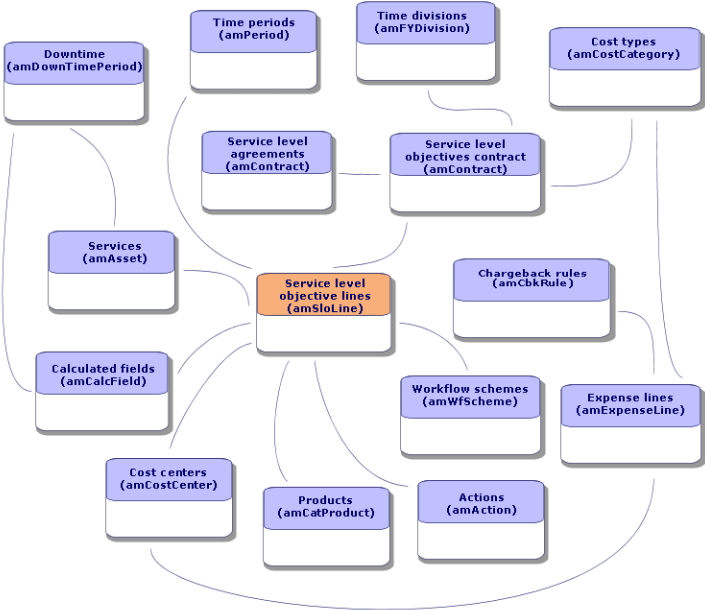 Downtime
(amDownTimePeriod)
Time periods
(amPeriod)
Time divisions
(amFYDivision)
Cost types
(amCostCategory)
Service level
agreements
(amContract)
Service level
objectives contract
(amContract)
Services
(amAsset)
Service level
objective lines
(amSloLine)
Chargeback rules
(amCbkRule)
Calculated fields
(amCalcField)
Workflow schemes
(amWfScheme)
Expense lines
(amExpenseLine)
Cost centers
(amCostCenter)
Products
(amCatProduct)
Actions
(amAction)